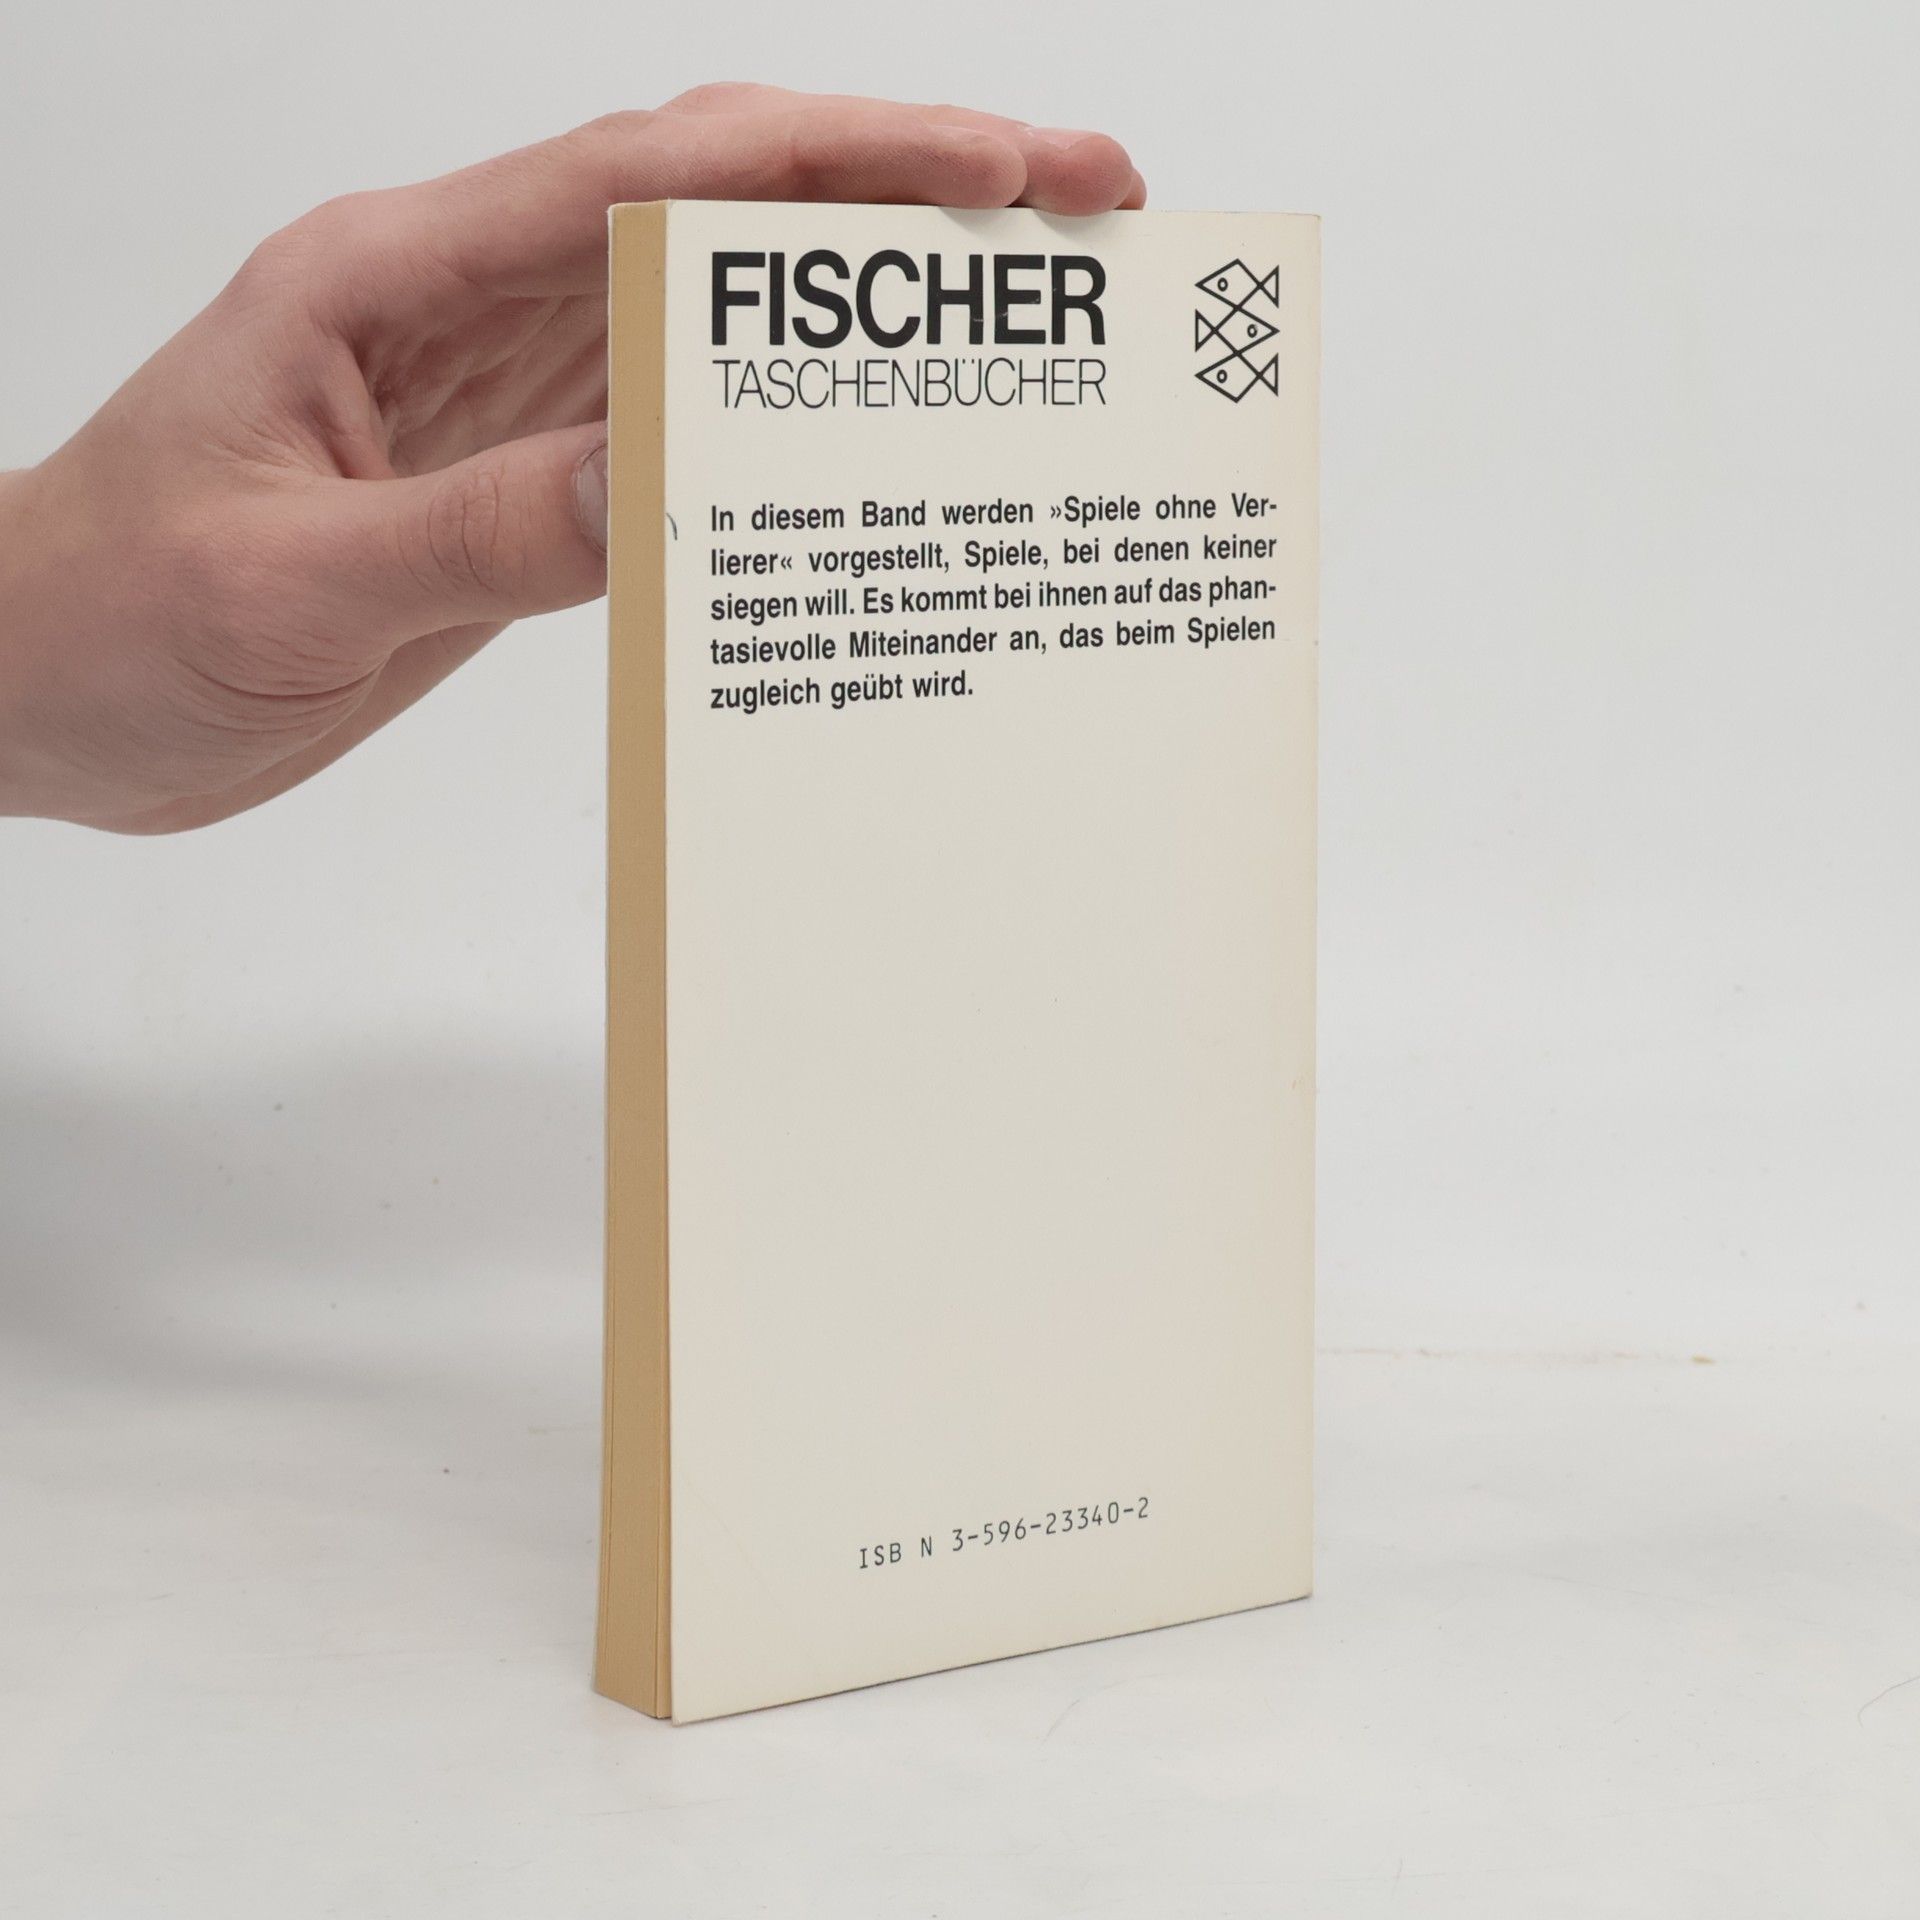 FISCHER
TASCHENBÜCHER
In diesem Band werden »Spiele ohne Ver-
lierer« vorgestellt, Spiele, bei denen keiner
siegen will. Es kommt bei ihnen auf das phan-
tasievolle Miteinander an, das beim Spielen
zugleich geübt wird.
ISB N 3-596-23340-2